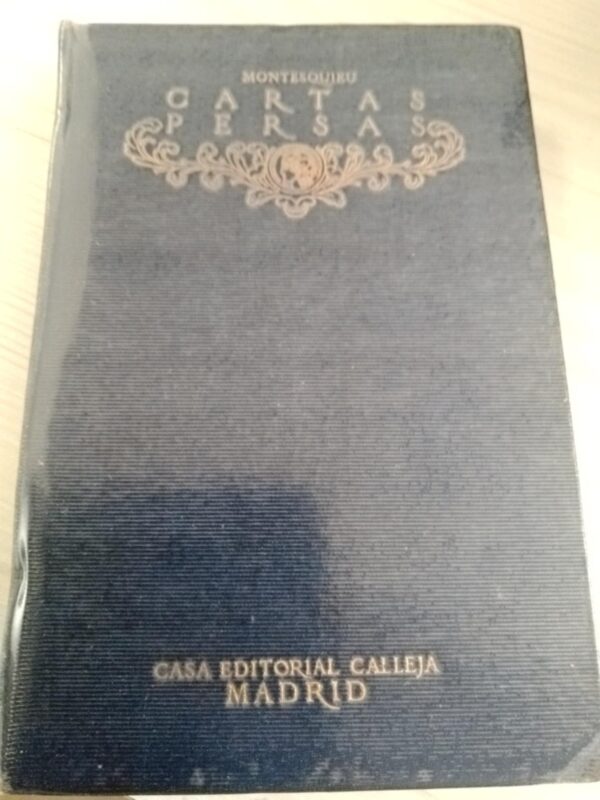 MONTESQUIEU
CARTAS
PERSAS
CASA EDITORIAL CALLEJA
MADRID